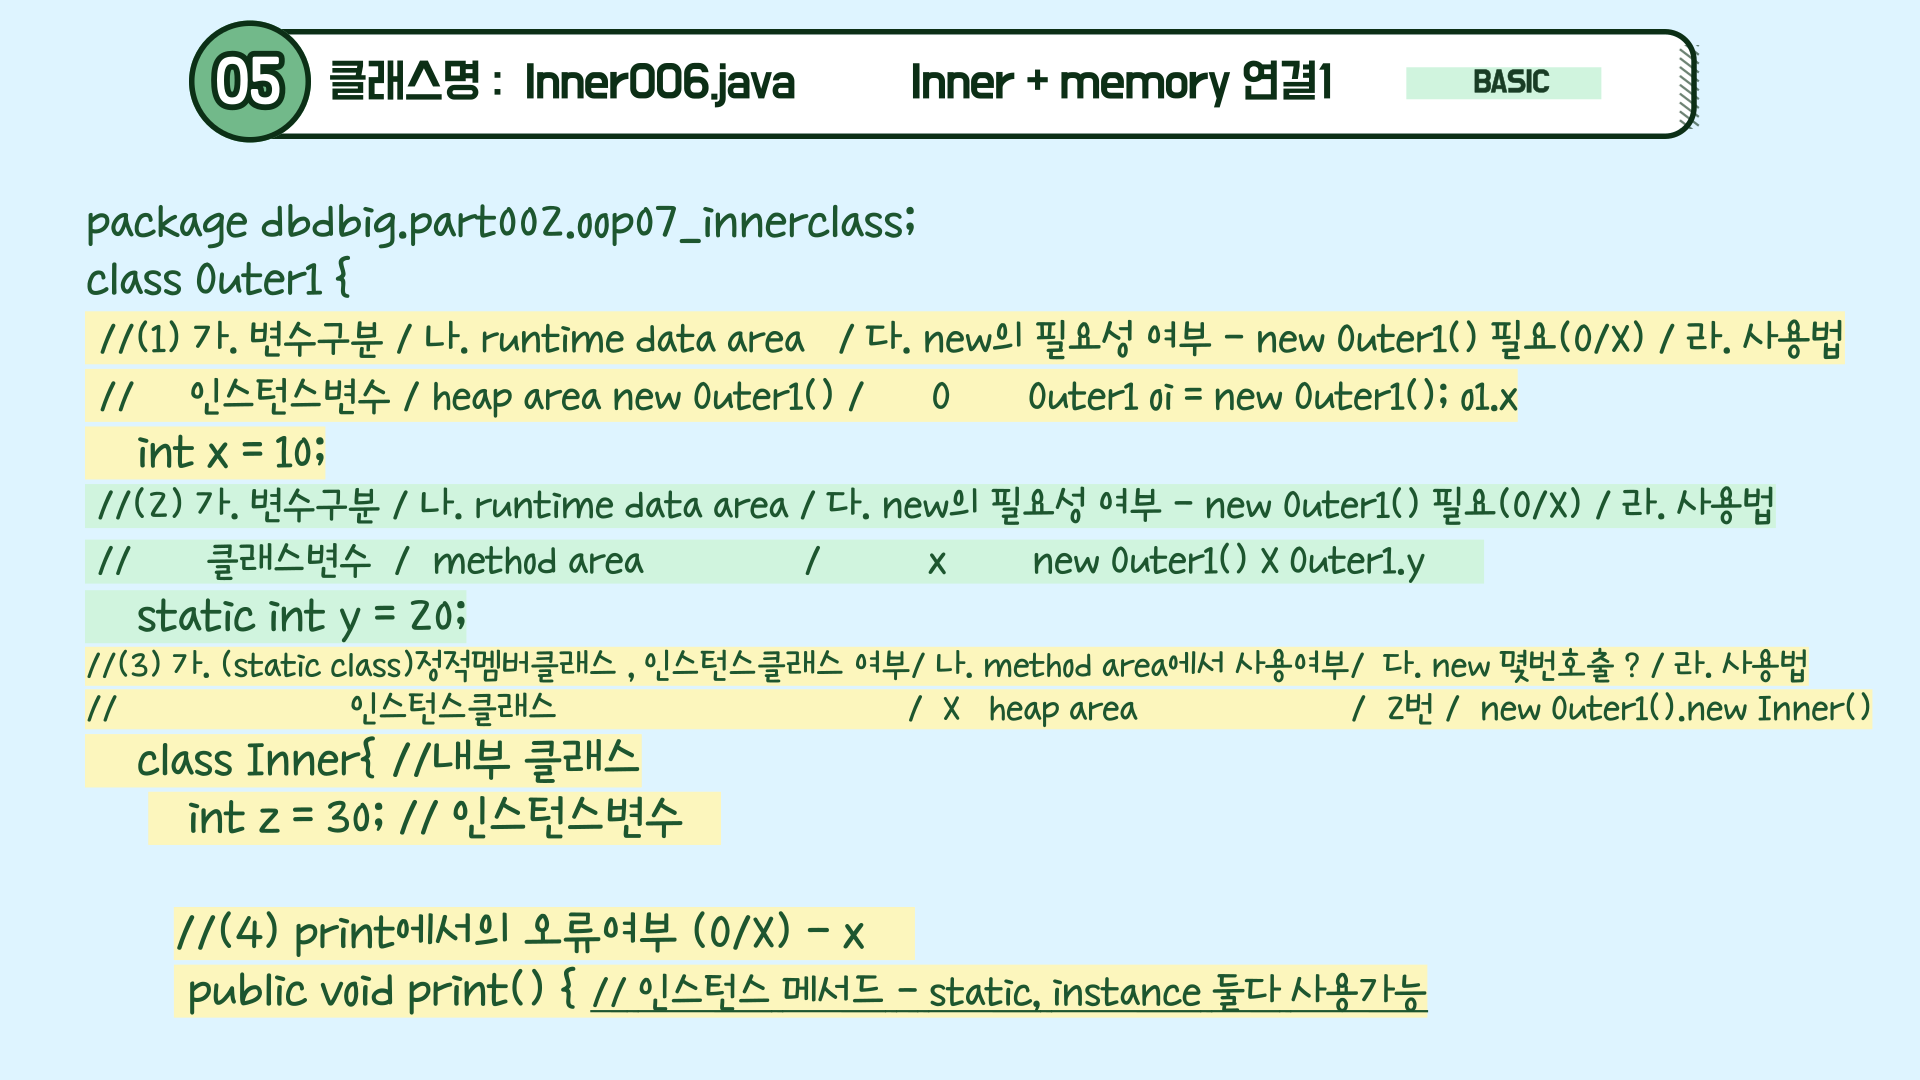 05 클래스명 : Inner006.java Inner + memory 연결1 BASIC
package dbdbig.part002.oop07_innerclass;
class Outer1 {
//(1) 가. 변수구분 / 나. runtime data area / 다. new의 필요성 여부 - new Outer1() 필요(O/X) / 라. 사용법
// 인스턴스변수 / heap area new Outer1() / O Outer1 oi = new Outer1(); o1.x
int x = 10;
//(2) 가. 변수구분 / 나. runtime data area / 다. new의 필요성 여부 - new Outer1() 필요(O/X) / 라. 사용법
// 클래스변수 / method area / x new Outer1() X Outer1.y
static int y = 20;
//(3) 가. (static class)정적멤버클래스 , 인스턴스클래스 여부/ 나. method area에서 사용여부/ 다. new 몇번호출 ? / 라. 사용법
// 인스턴스클래스 / X heap area / 2번 / new Outer1().new Inner()
class Inner{ //내부 클래스
int z = 30; // 인스턴스변수
//(4) print에서의 오류여부 (O/X) - x
public void print() { // 인스턴스 메서드 - static, instance 둘다 사용가능